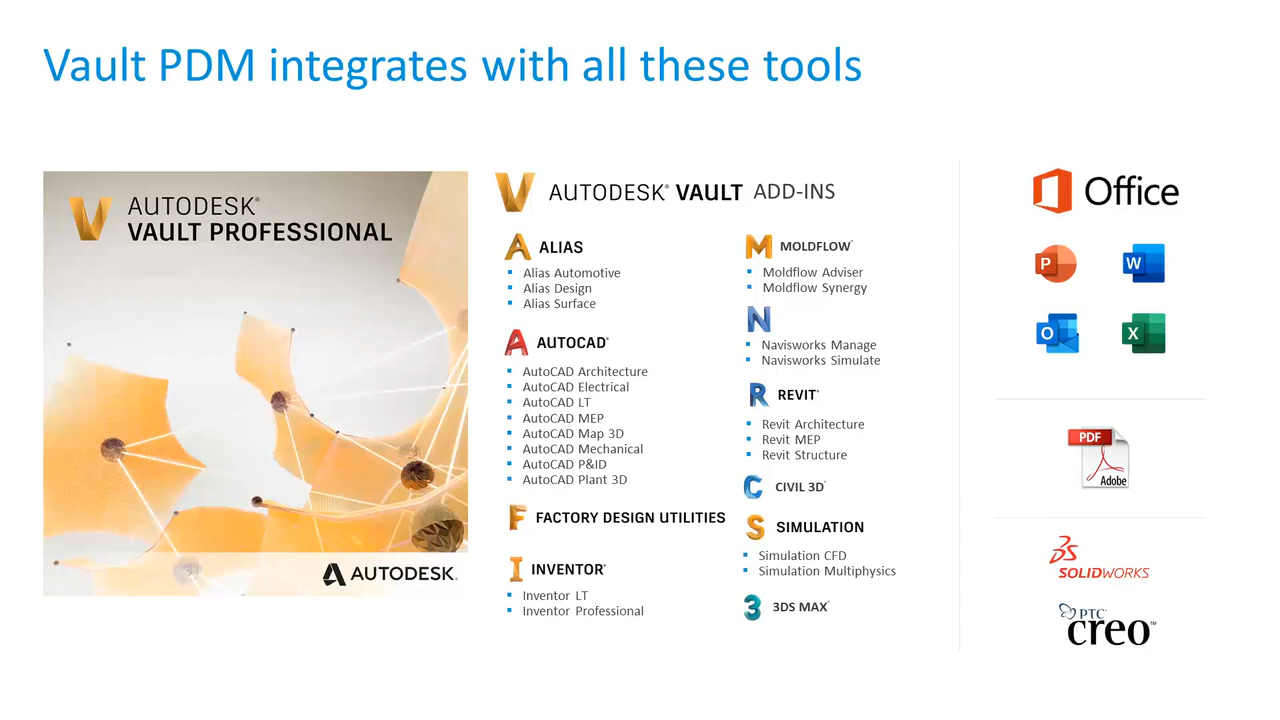 Vault PDM integrates with all these tools
AUTODESK®
VAULT PROFESSIONAL
AUTODESK.
AUTODESK® VAULT ADD-INS
ALIAS
Alias Automotive
Alias Design
Alias Surface
AUTOCAD®
AutoCAD Architecture
AutoCAD Electrical
AutoCAD LT
AutoCAD MEP
AutoCAD Map 3D
AutoCAD Mechanical
AutoCAD P&ID
AutoCAD Plant 3D
FACTORY DESIGN UTILITIES
INVENTOR®
Inventor LT
Inventor Professional
MOLDFLOW®
Moldflow Adviser
Moldflow Synergy
Navisworks Manage
Navisworks Simulate
REVIT®
Revit Architecture
Revit MEP
Revit Structure
CIVIL 3D®
SIMULATION
Simulation CFD
Simulation Multiphysics
3DS MAX®
Office
P
W
O
X
PDF
Adobe
SOLIDWORKS
PTC®
creo™